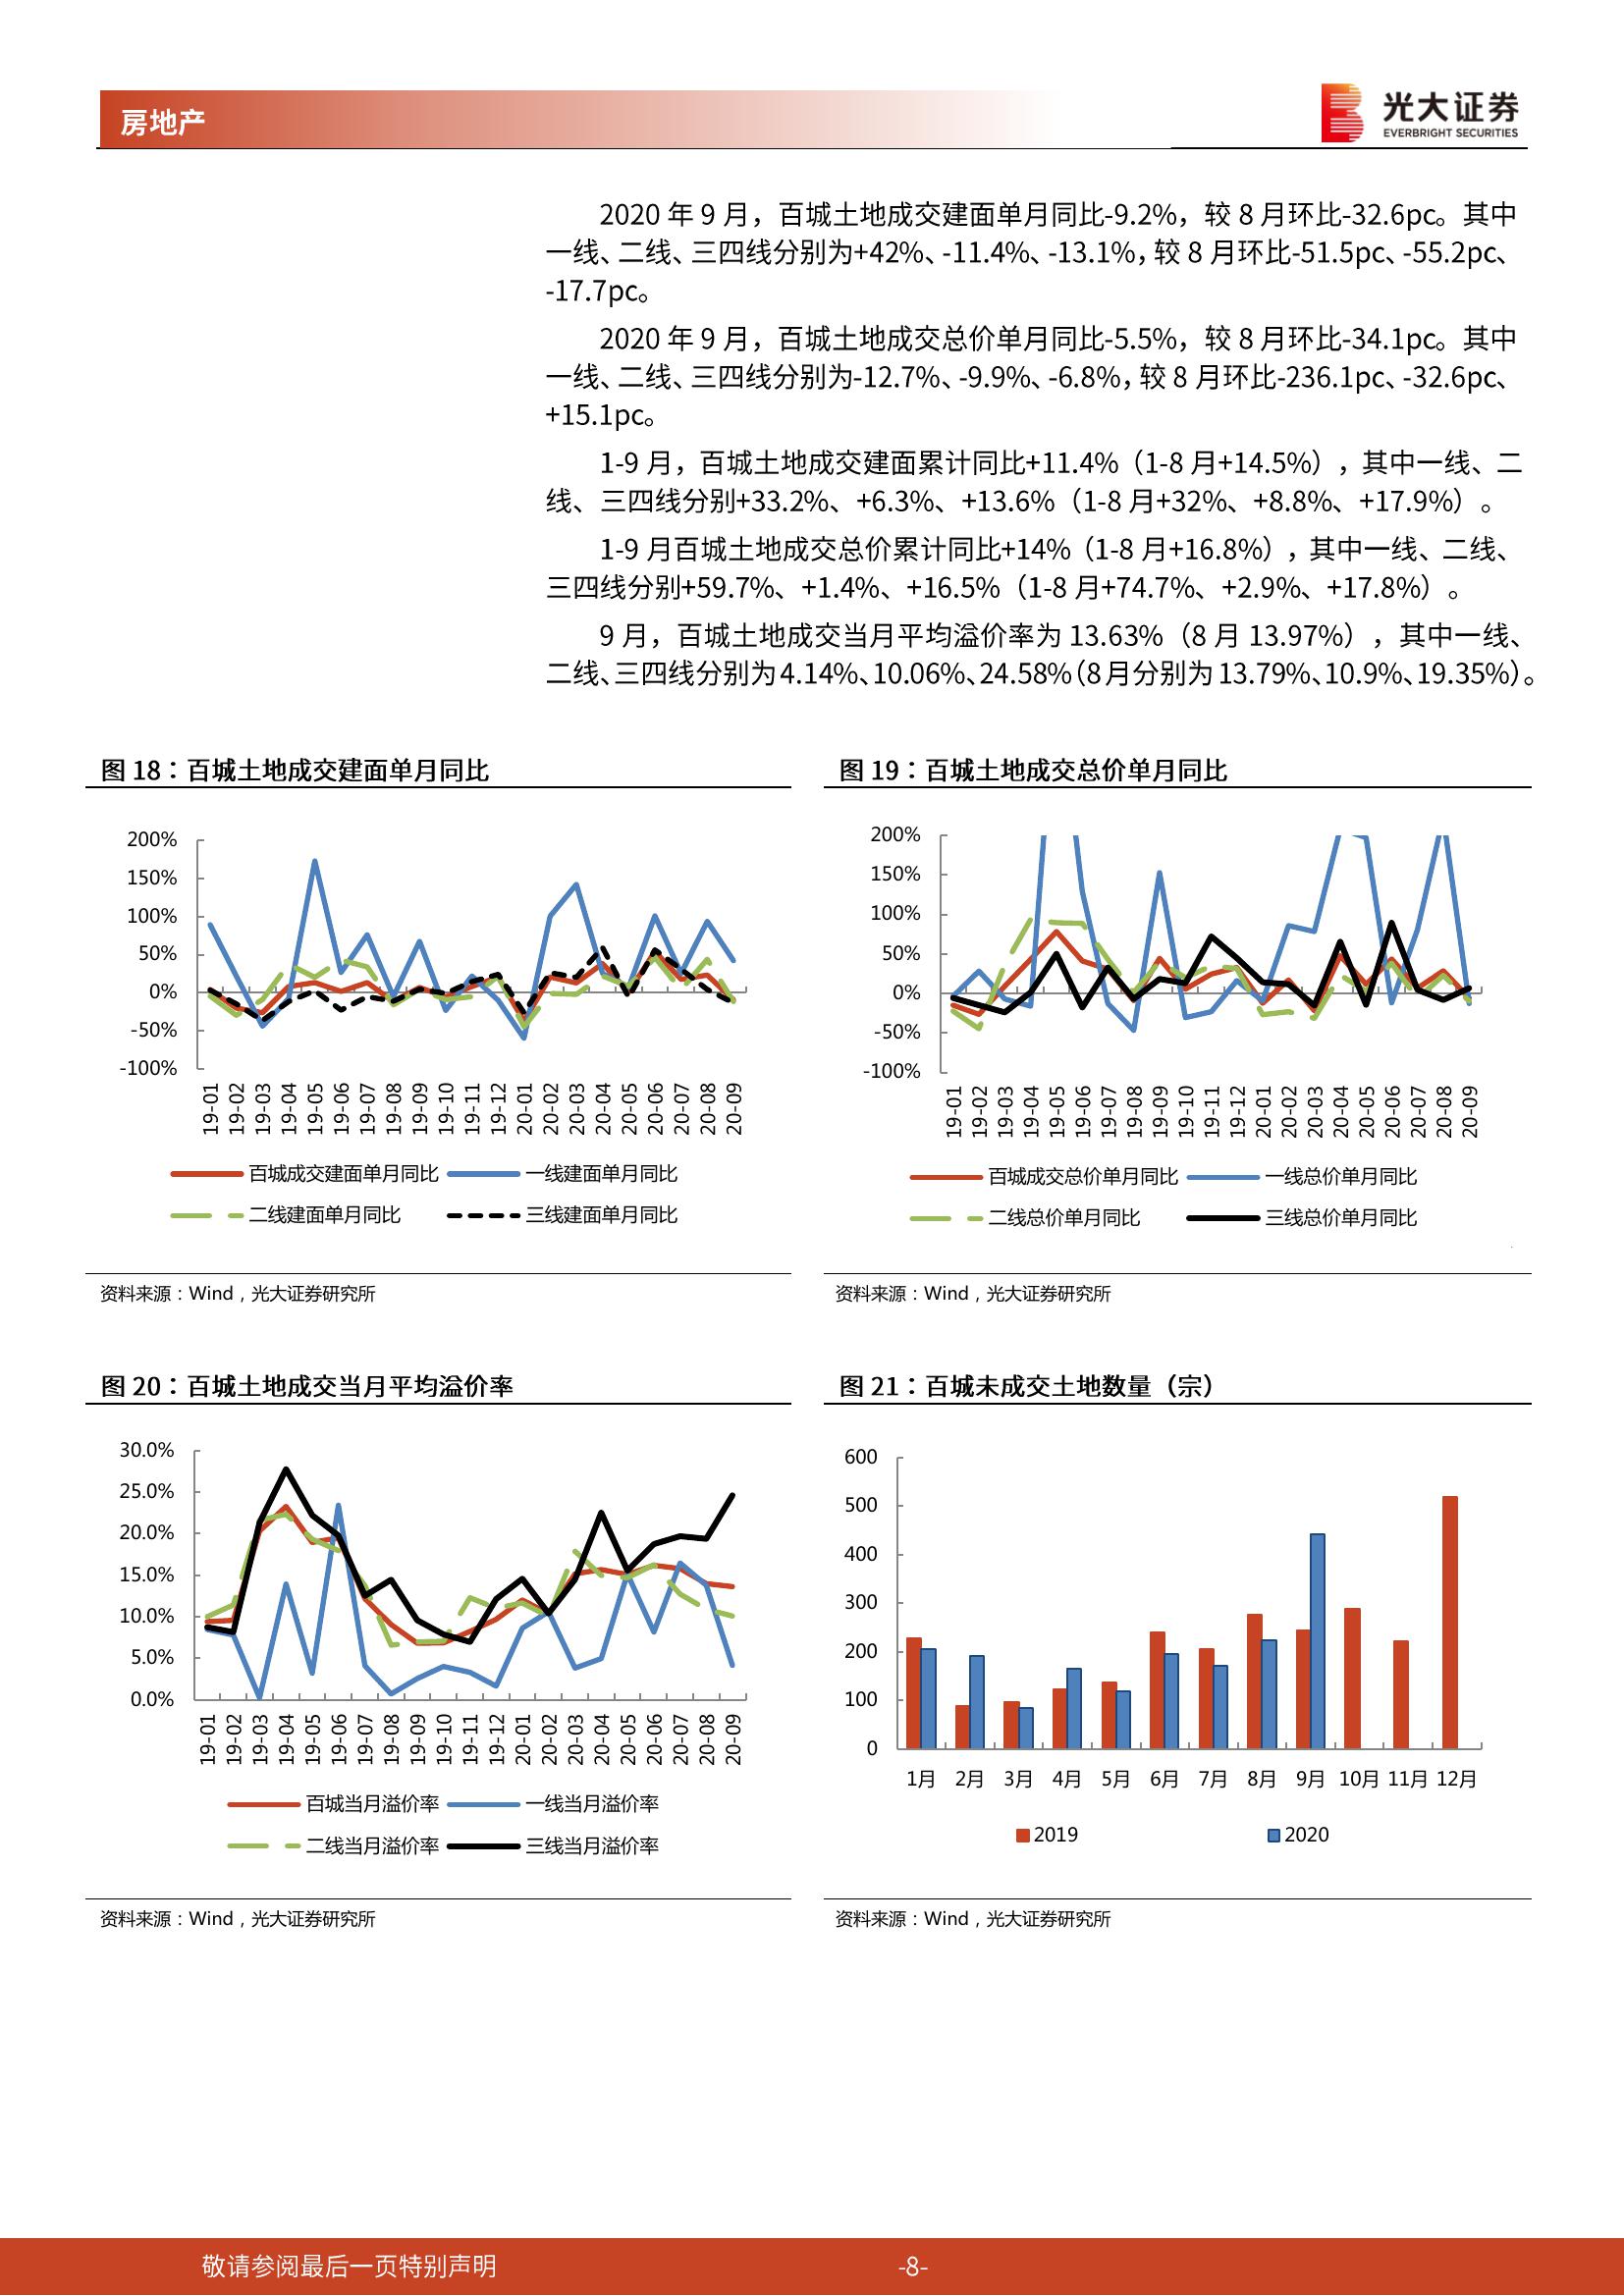 房地产
光大证券
EVERBRIGHT SECURITIES
2020 年 9 月，百城土地成交建面单月同比-9.2%，较 8 月环比-32.6pc。其中
一线、二线、三四线分别为+42%、-11.4%、-13.1%，较 8 月环比-51.5pc、-55.2pc、
-17.7pc。
2020 年 9 月，百城土地成交总价单月同比-5.5%，较 8 月环比-34.1pc。其中
一线、二线、三四线分别为-12.7%、-9.9%、-6.8%，较 8 月环比-236.1pc、-32.6pc、
+15.1pc。
1-9 月，百城土地成交建面累计同比+11.4%（1-8 月+14.5%），其中一线、二
线、三四线分别+33.2%、+6.3%、+13.6%（1-8 月+32%、+8.8%、+17.9%）。
1-9 月百城土地成交总价累计同比+14%（1-8 月+16.8%），其中一线、二线、
三四线分别+59.7%、+1.4%、+16.5%（1-8 月+74.7%、+2.9%、+17.8%）。
9 月，百城土地成交当月平均溢价率为 13.63%（8 月 13.97%），其中一线、
二线、三四线分别为 4.14%、10.06%、24.58%（8 月分别为 13.79%、10.9%、19.35%）。
图 18：百城土地成交建面单月同比
200%
150%
100%
50%
0%
-50%
-100%
19-01 19-02 19-03 19-04 19-05 19-06 19-07 19-08 19-09 19-10 19-11 19-12 20-01 20-02 20-03 20-04 20-05 20-06 20-07 20-08 20-09
百城成交建面单月同比 一线建面单月同比
二线建面单月同比 三线建面单月同比
资料来源：Wind，光大证券研究所
图 19：百城土地成交总价单月同比
200%
150%
100%
50%
0%
-50%
-100%
19-01 19-02 19-03 19-04 19-05 19-06 19-07 19-08 19-09 19-10 19-11 19-12 20-01 20-02 20-03 20-04 20-05 20-06 20-07 20-08 20-09
百城成交总价单月同比 一线总价单月同比
二线总价单月同比 三线总价单月同比
资料来源：Wind，光大证券研究所
图 20：百城土地成交当月平均溢价率
30.0%
25.0%
20.0%
15.0%
10.0%
5.0%
0.0%
19-01 19-02 19-03 19-04 19-05 19-06 19-07 19-08 19-09 19-10 19-11 19-12 20-01 20-02 20-03 20-04 20-05 20-06 20-07 20-08 20-09
百城当月溢价率 一线当月溢价率
二线当月溢价率 三线当月溢价率
资料来源：Wind，光大证券研究所
图 21：百城未成交土地数量（宗）
600
500
400
300
200
100
0
1月 2月 3月 4月 5月 6月 7月 8月 9月 10月 11月 12月
2019 2020
资料来源：Wind，光大证券研究所
敬请参阅最后一页特别声明
-8-